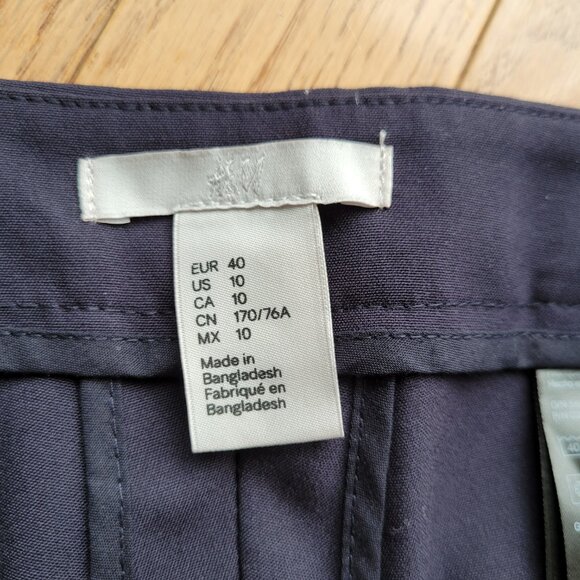 H&M
EUR 40
US 10
CA 10
CN 170/76A
MX 10
Made in
Bangladesh
Fabriqué en
Bangladesh